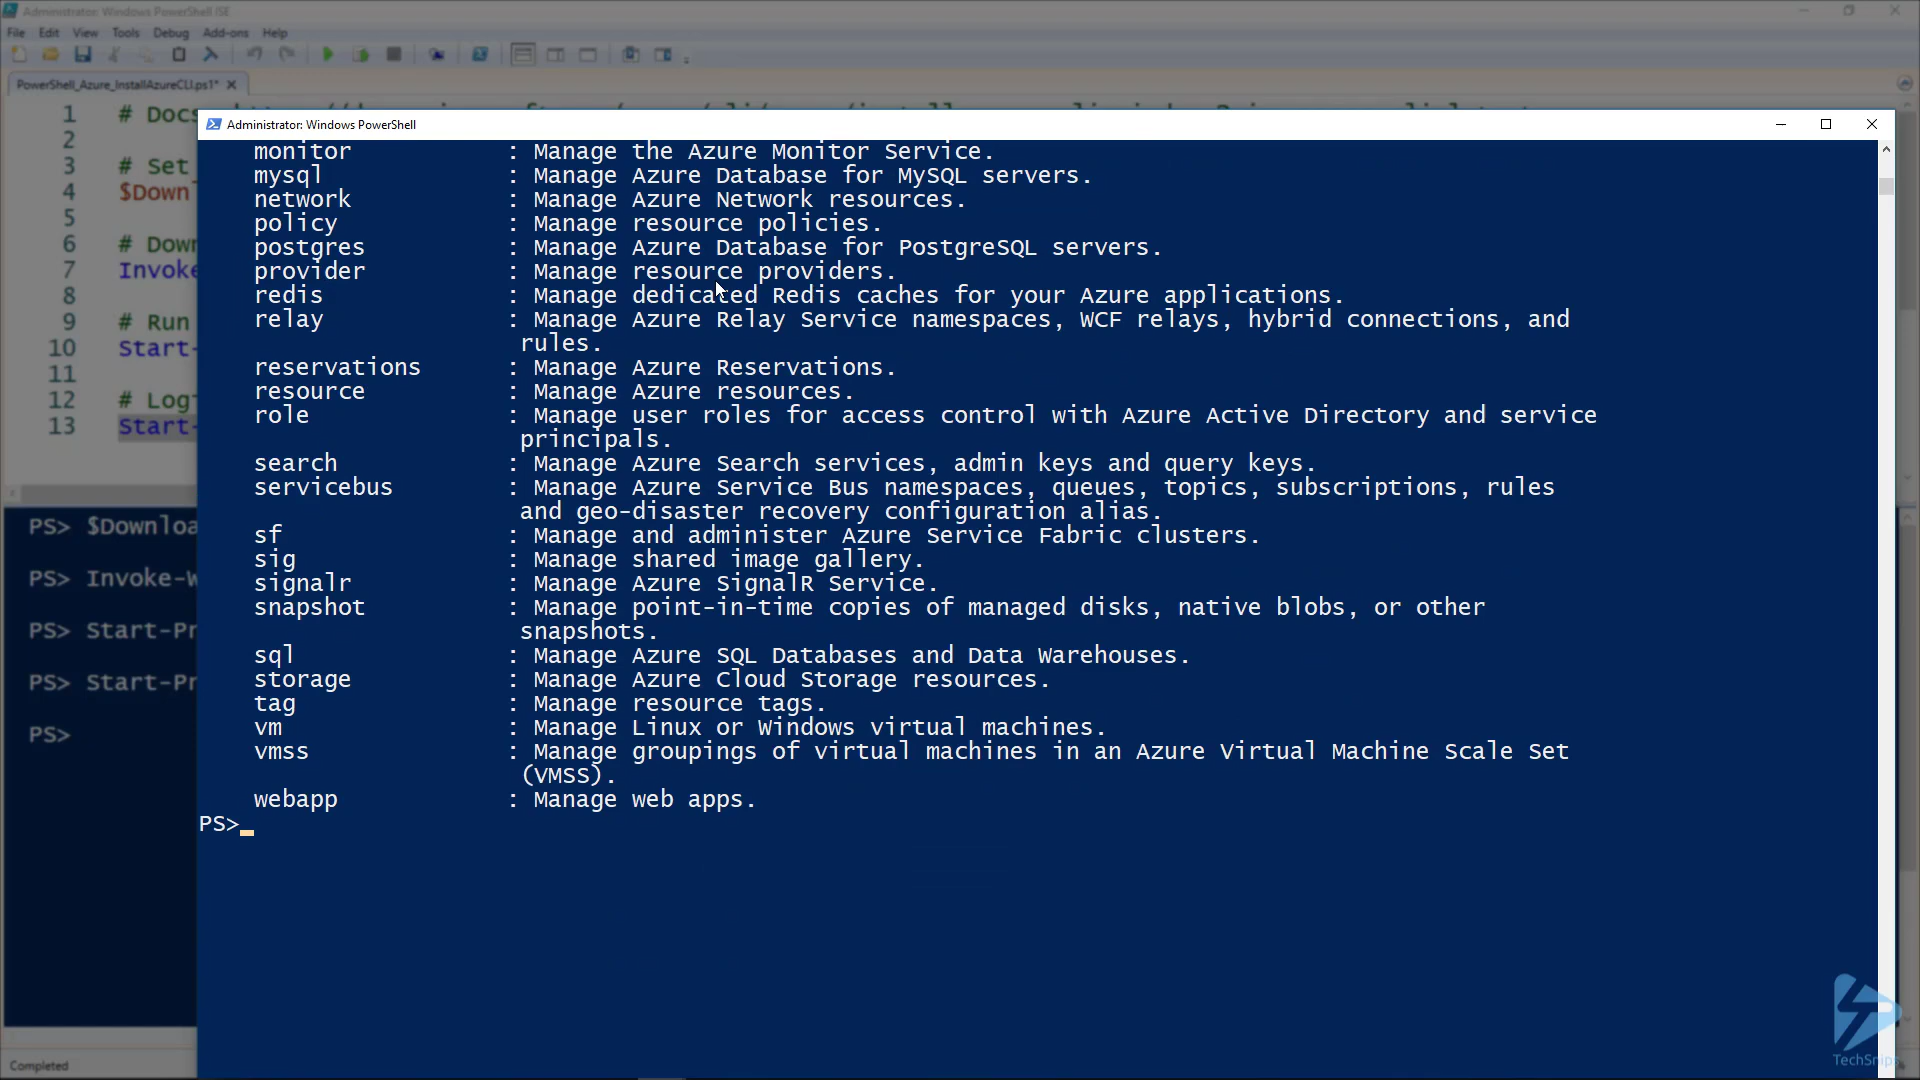 Administrator: Windows PowerShell ISE
File Edit View Tools Debug Add-ons Help
PowerShell_Azure_InstallAzureCLI.ps1* X
1 # Docs
2
3 # Set
4 $Down
5
6 # Down
7 Invoke
8
9 # Run
10 Start-
11
12 # Log
13 Start-
PS> $Downloa
PS> Invoke-W
PS> Start-Pr
PS> Start-Pr
PS>
Completed
Administrator: Windows PowerShell
monitor : Manage the Azure Monitor Service.
mysql : Manage Azure Database for MySQL servers.
network : Manage Azure Network resources.
policy : Manage resource policies.
postgres : Manage Azure Database for PostgreSQL servers.
provider : Manage resource providers.
redis : Manage dedicated Redis caches for your Azure applications.
relay : Manage Azure Relay Service namespaces, WCF relays, hybrid connections, and
rules.
reservations : Manage Azure Reservations.
resource : Manage Azure resources.
role : Manage user roles for access control with Azure Active Directory and service
principals.
search : Manage Azure Search services, admin keys and query keys.
servicebus : Manage Azure Service Bus namespaces, queues, topics, subscriptions, rules
and geo-disaster recovery configuration alias.
sf : Manage and administer Azure Service Fabric clusters.
sig : Manage shared image gallery.
signalr : Manage Azure SignalR Service.
snapshot : Manage point-in-time copies of managed disks, native blobs, or other
snapshots.
sql : Manage Azure SQL Databases and Data Warehouses.
storage : Manage Azure Cloud Storage resources.
tag : Manage resource tags.
vm : Manage Linux or Windows virtual machines.
vmss : Manage groupings of virtual machines in an Azure Virtual Machine Scale Set
(VMSS).
webapp : Manage web apps.
PS>
TechSnips